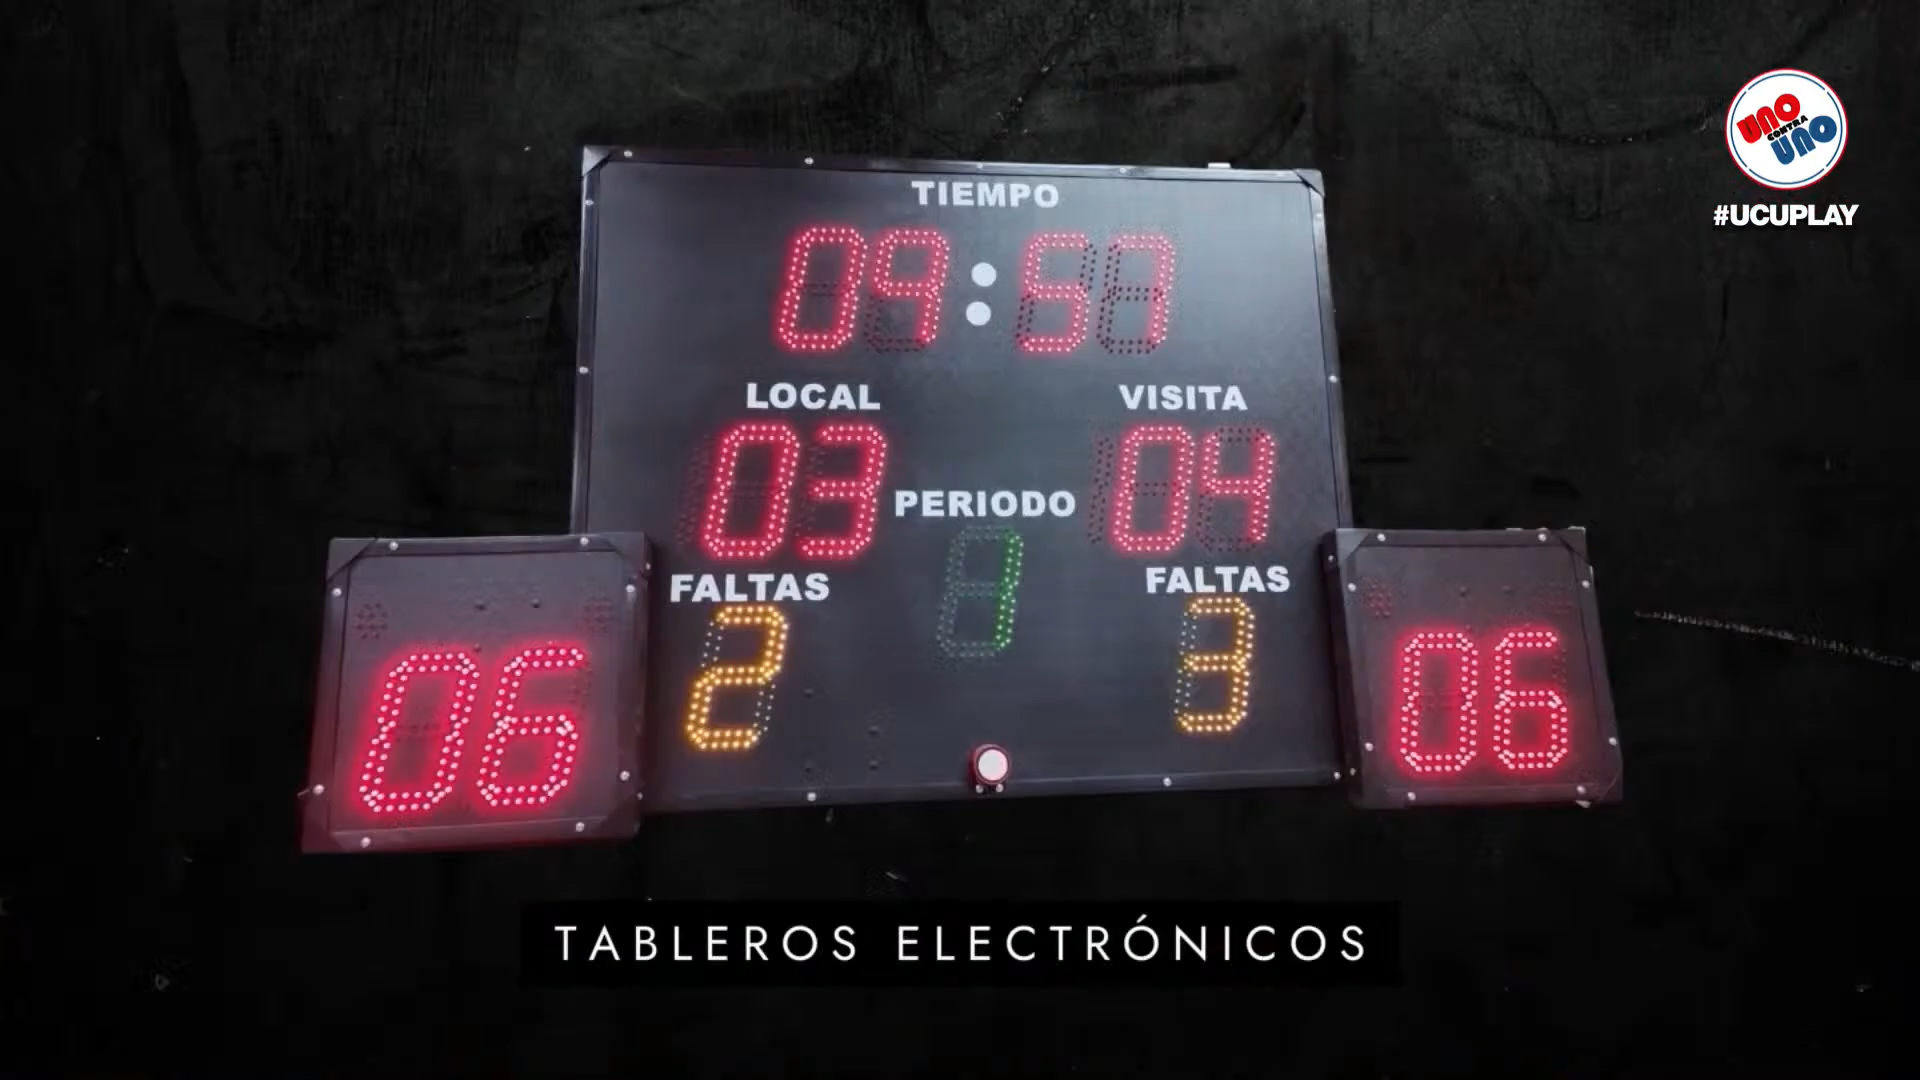 UNO
CONTRA
UNO
#UCUPLAY
TIEMPO
09:57
LOCAL
VISITA
03
04
PERIODO
1
FALTAS
FALTAS
2
3
06
06
TABLEROS ELECTRÓNICOS